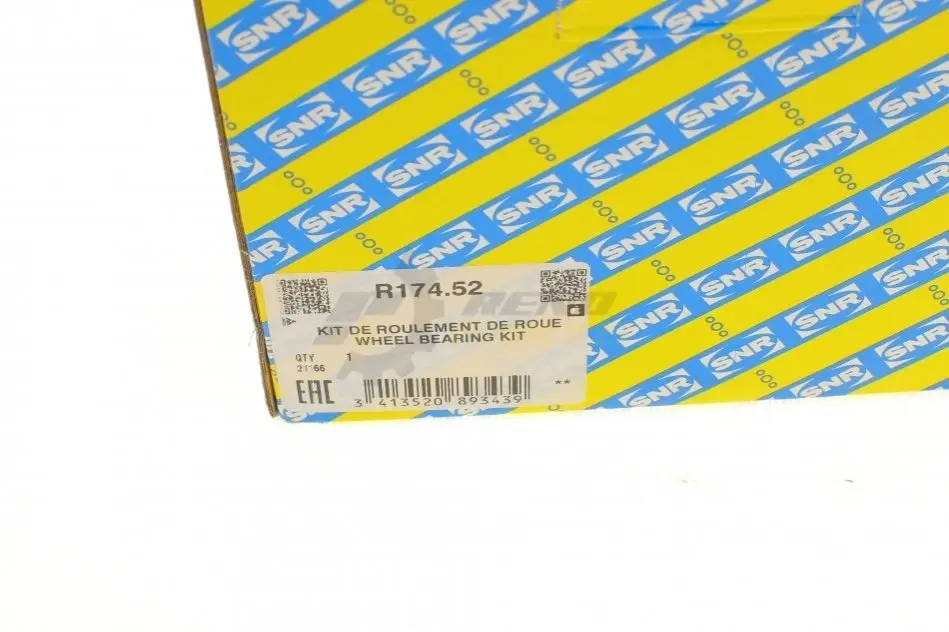 SNR
R174.52
KIT DE ROULEMENT DE ROUE
WHEEL BEARING KIT
QTY 1
21166
EAC
**
3 413520 893439